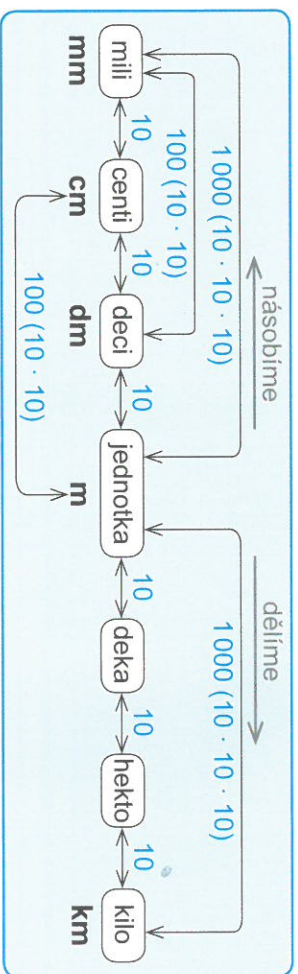 násobíme
dělíme
1000 (10 · 10 · 10)
1000 (10 · 10 · 10)
100 (10 · 10)
10 10 10 10 10 10
mili centi deci jednotka deka hekto kilo
mm cm dm m km
100 (10 · 10)